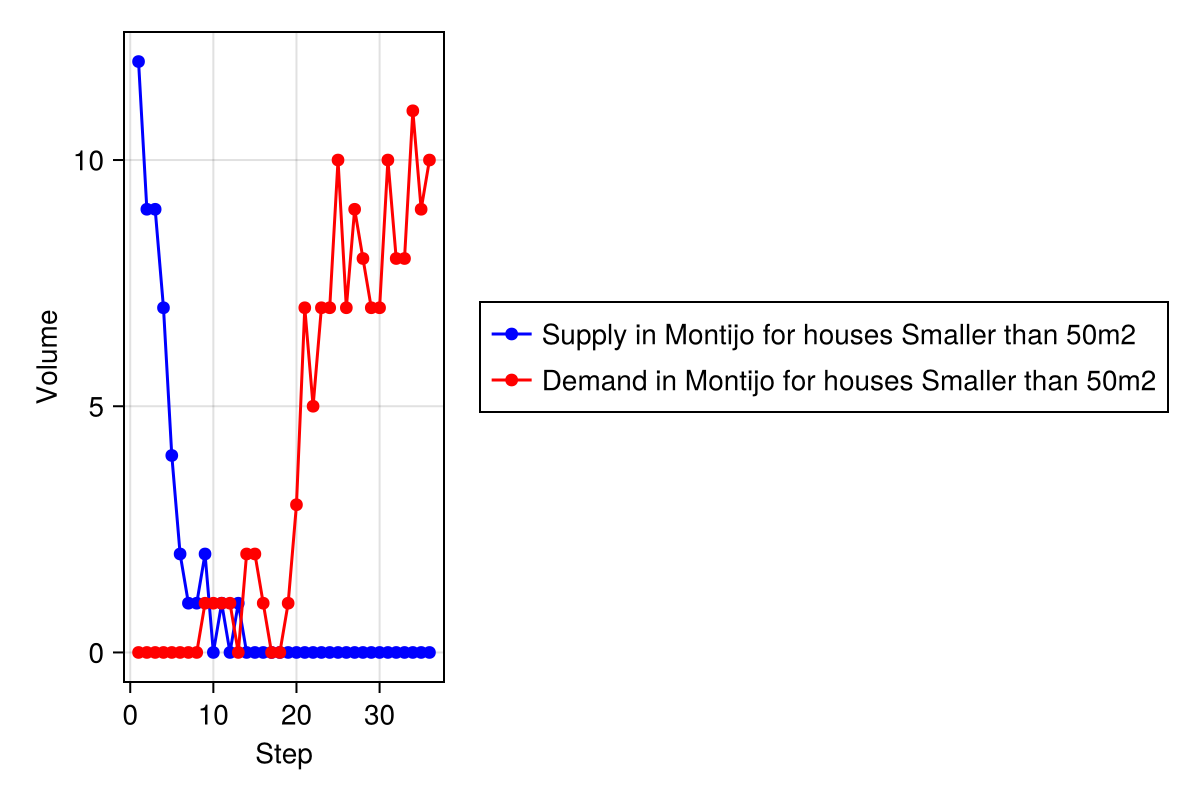 10
5
0
Volume
0 10 20 30
Step
Supply in Montijo for houses Smaller than 50m2
Demand in Montijo for houses Smaller than 50m2